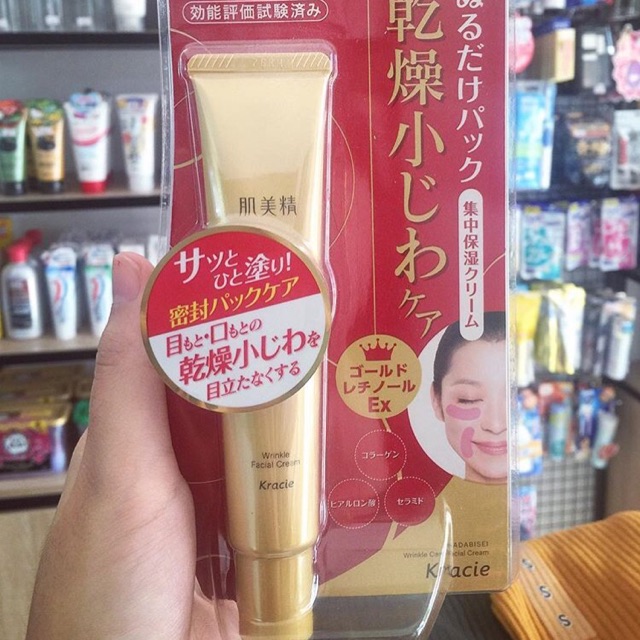 効能評価試験済み
ぬるだけパック
乾燥小じわケア
集中保湿クリーム
肌美精
サッと
ひと塗り!
密封パックケア
目もと・口もとの
乾燥小じわを
目立たなくする
ゴールド
レチノール
Ex
コラーゲン
ヒアルロン酸
セラミド
Wrinkle
Facial Cream
Kracie
HADABISEI
Wrinkle Care Facial Cream
Kracie
S
S
S